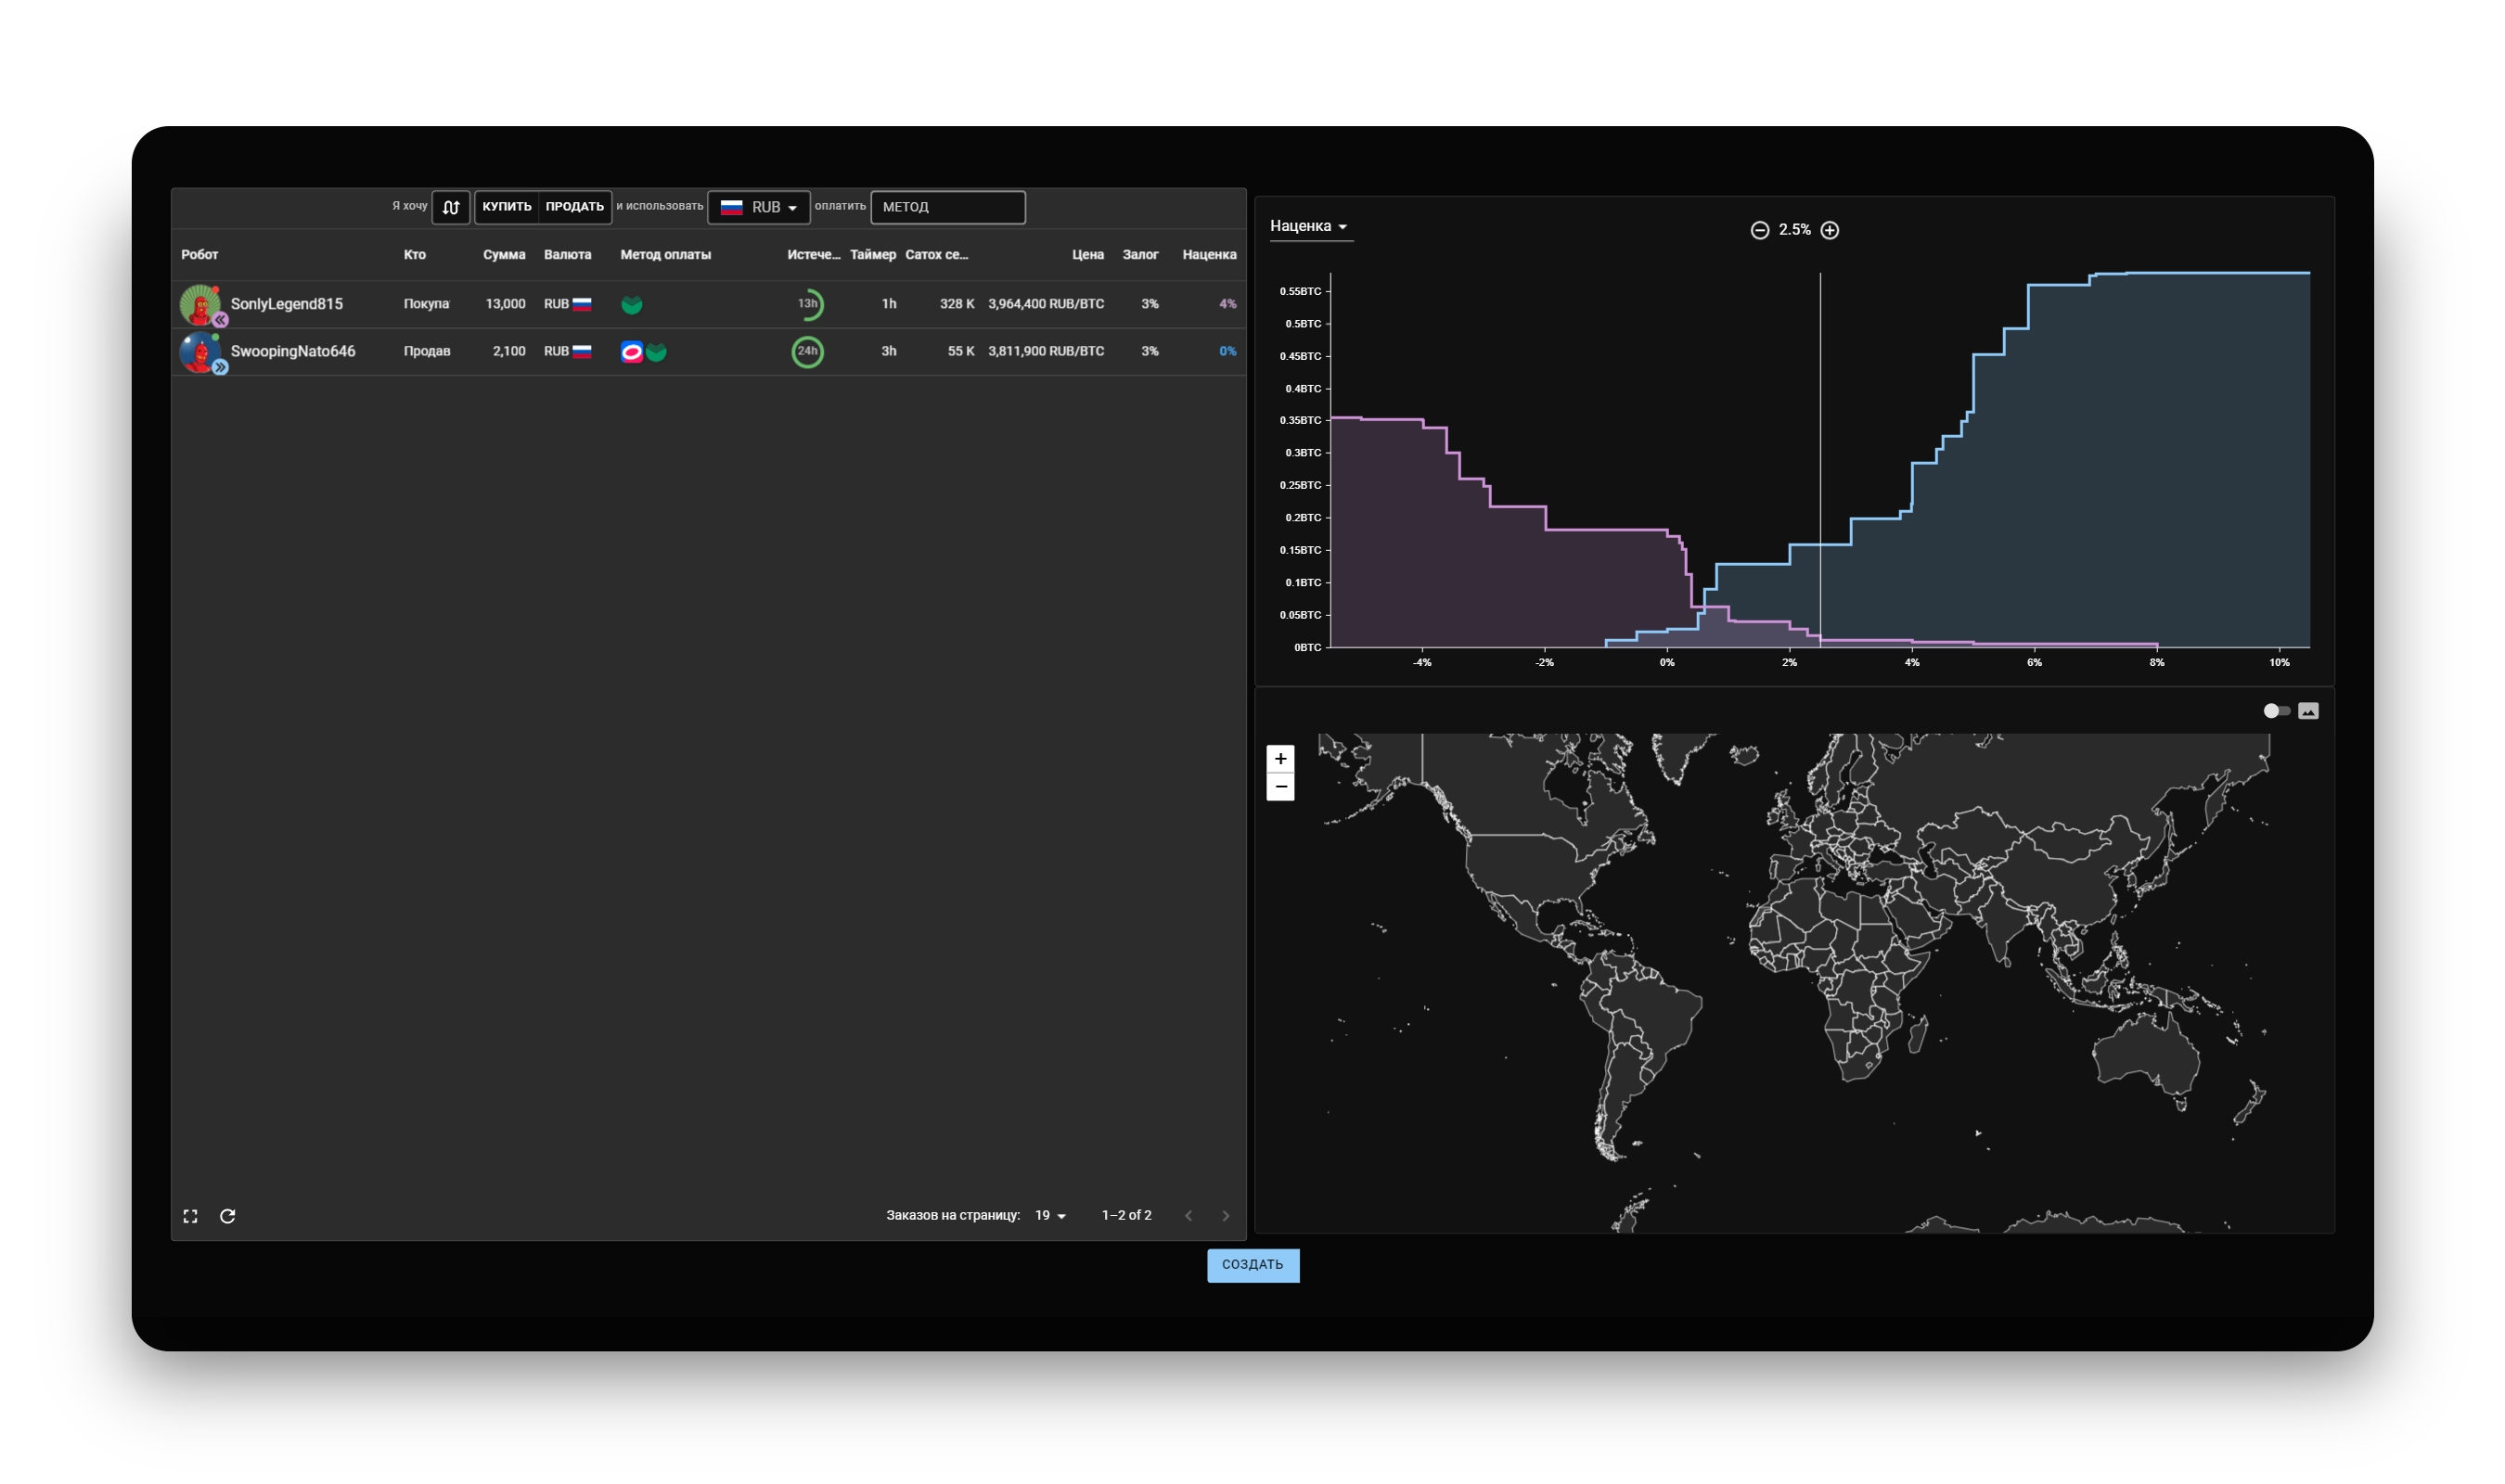 Я хочу КУПИТЬ ПРОДАТЬ и использовать RUB оплатить МЕТОД
Робот Кто Сумма Валюта Метод оплаты Истече... Таймер Сатох се... Цена Залог Наценка
SonlyLegend815 Покупа 13,000 RUB 13h 1h 328 K 3,964,400 RUB/BTC 3% 4%
SwoopingNato646 Продав 2,100 RUB 24h 3h 55 K 3,811,900 RUB/BTC 3% 0%
Заказов на страницу: 19 1–2 of 2
Наценка 2.5%
0.55BTC
0.5BTC
0.45BTC
0.4BTC
0.35BTC
0.3BTC
0.25BTC
0.2BTC
0.15BTC
0.1BTC
0.05BTC
0BTC
-4% -2% 0% 2% 4% 6% 8% 10%
+
−
СОЗДАТЬ